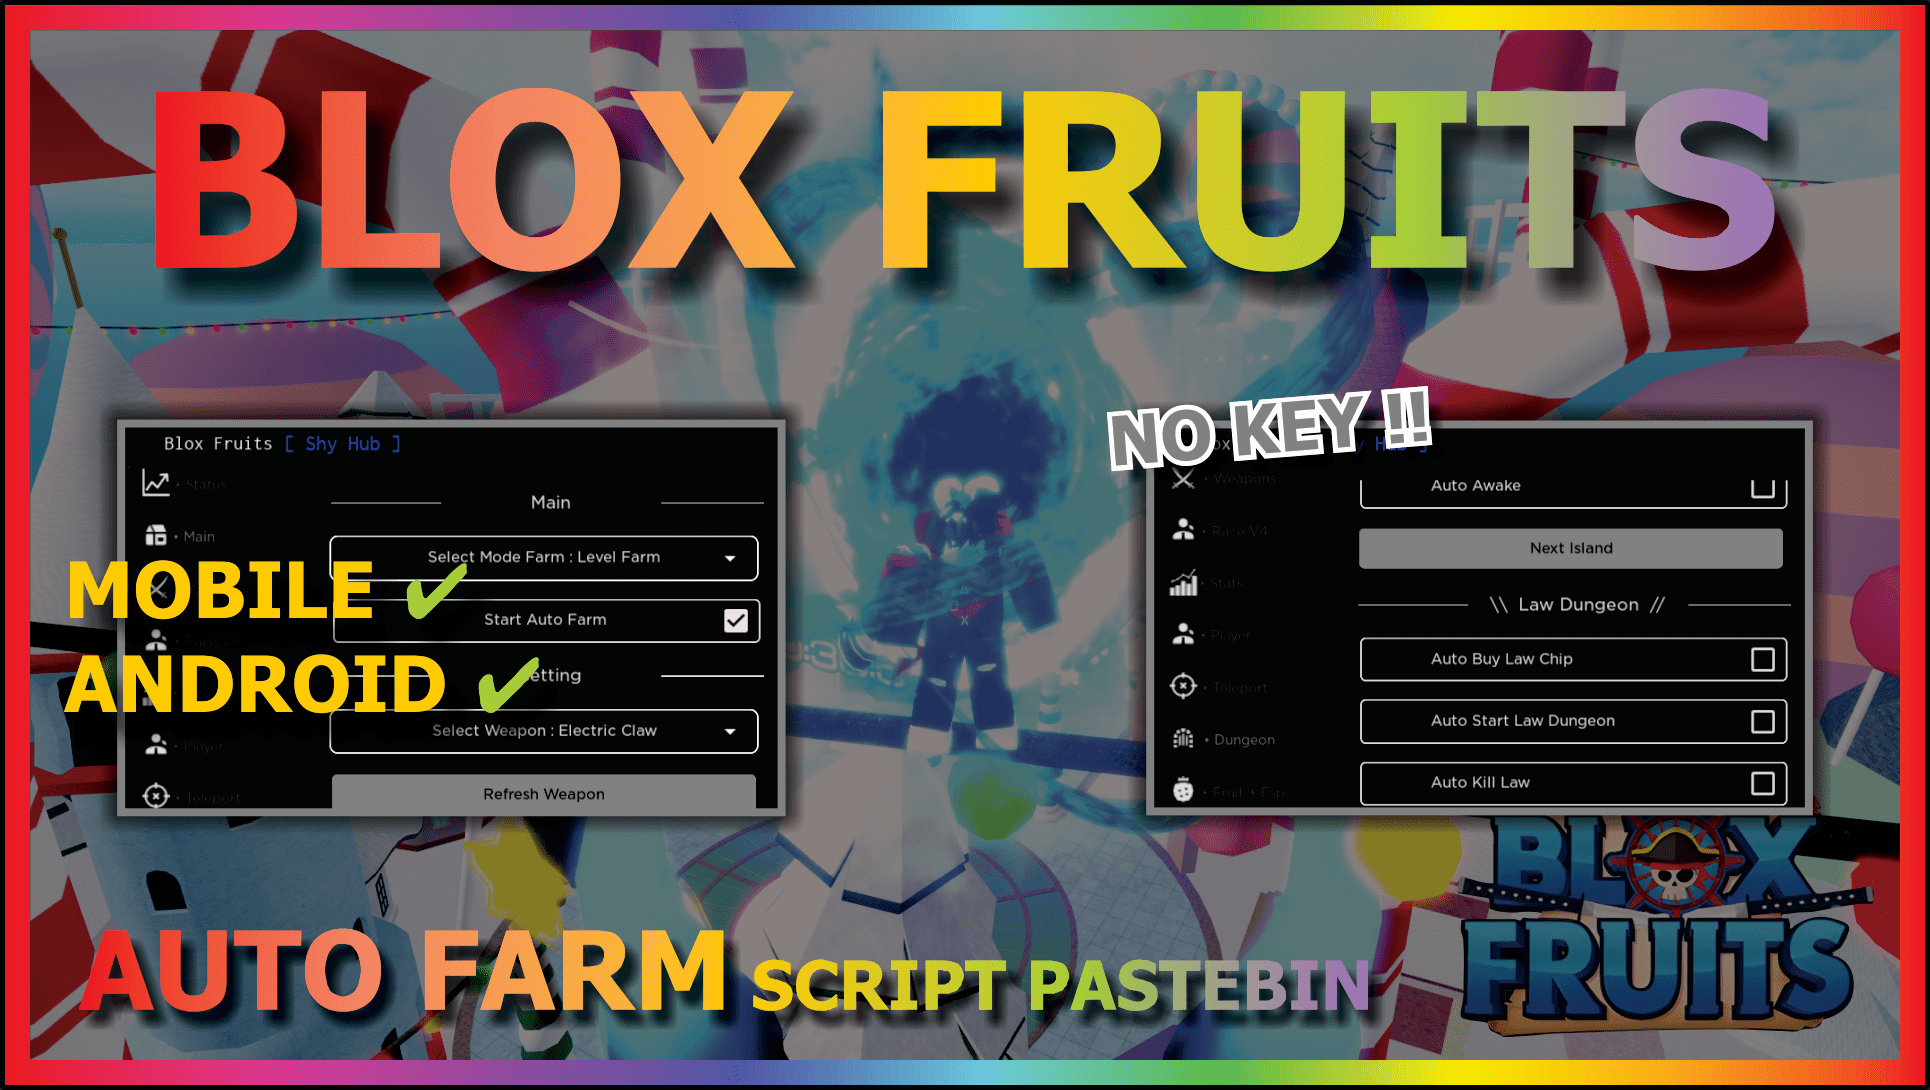 BLOX FRUITS
NO KEY !!
Blox Fruits [ Shy Hub ]
• Status
• Main
• Player
• Teleport
Main
Select Mode Farm : Level Farm
Start Auto Farm
etting
Select Weapon : Electric Claw
Refresh Weapon
MOBILE ✔
ANDROID ✔
• Weapons
• Race V4
• Stats
• Player
• Teleport
• Dungeon
• Fruit + Esp
Auto Awake
Next Island
\\ Law Dungeon //
Auto Buy Law Chip
Auto Start Law Dungeon
Auto Kill Law
AUTO FARM SCRIPT PASTEBIN
BLOX
FRUITS